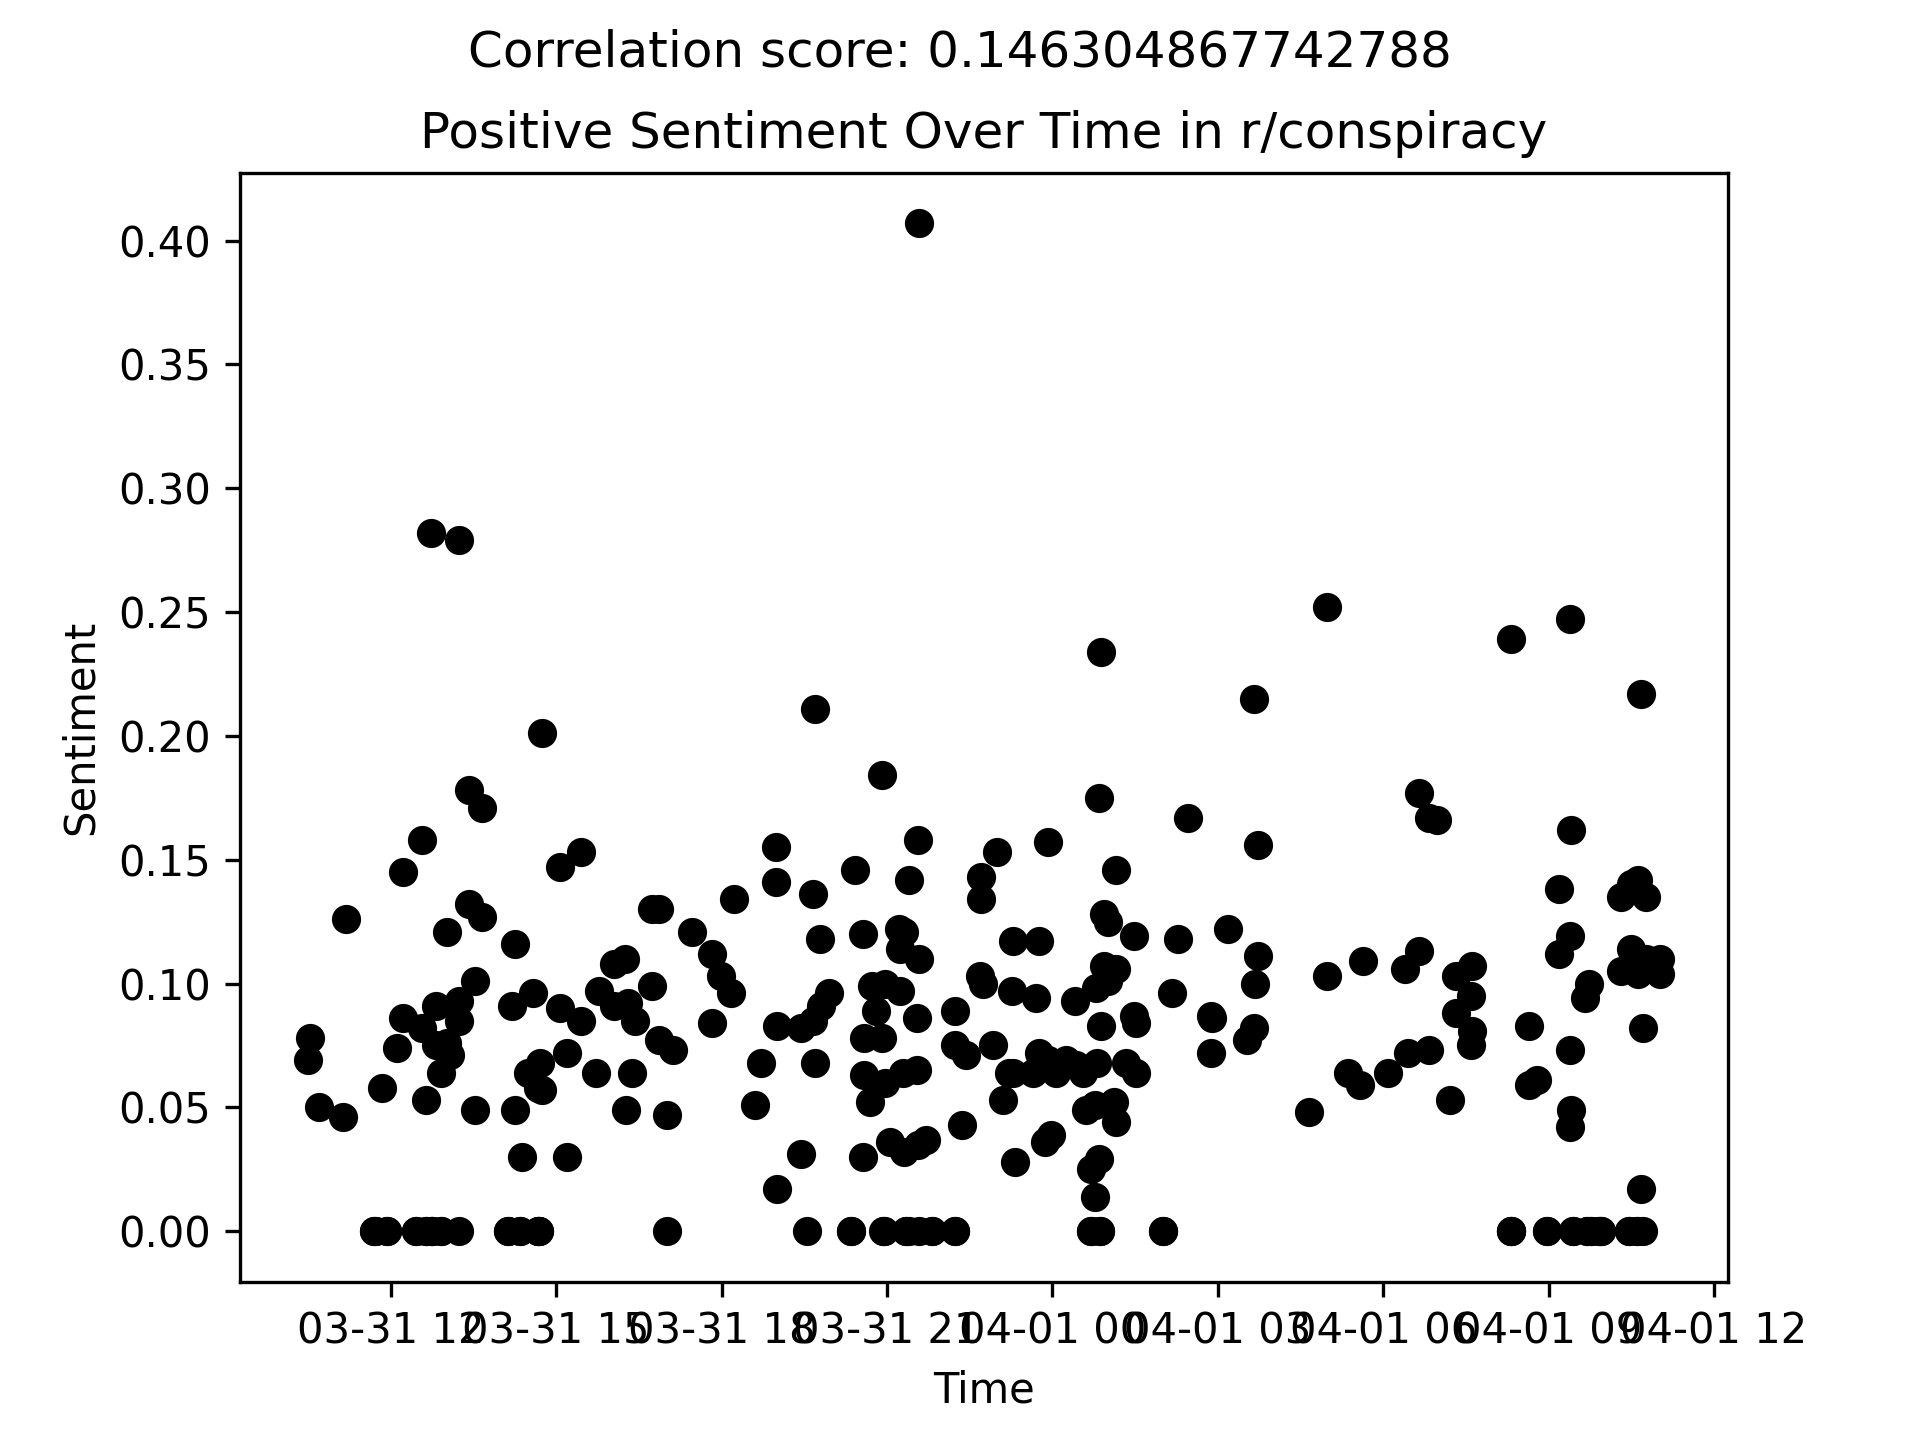 Correlation score: 0.146304867742788
Positive Sentiment Over Time in r/conspiracy
0.40
0.35
0.30
0.25
0.20
0.15
0.10
0.05
0.00
Sentiment
03-31 12 03-31 15 03-31 18 03-31 21 04-01 00 04-01 03 04-01 06 04-01 09 04-01 12
Time